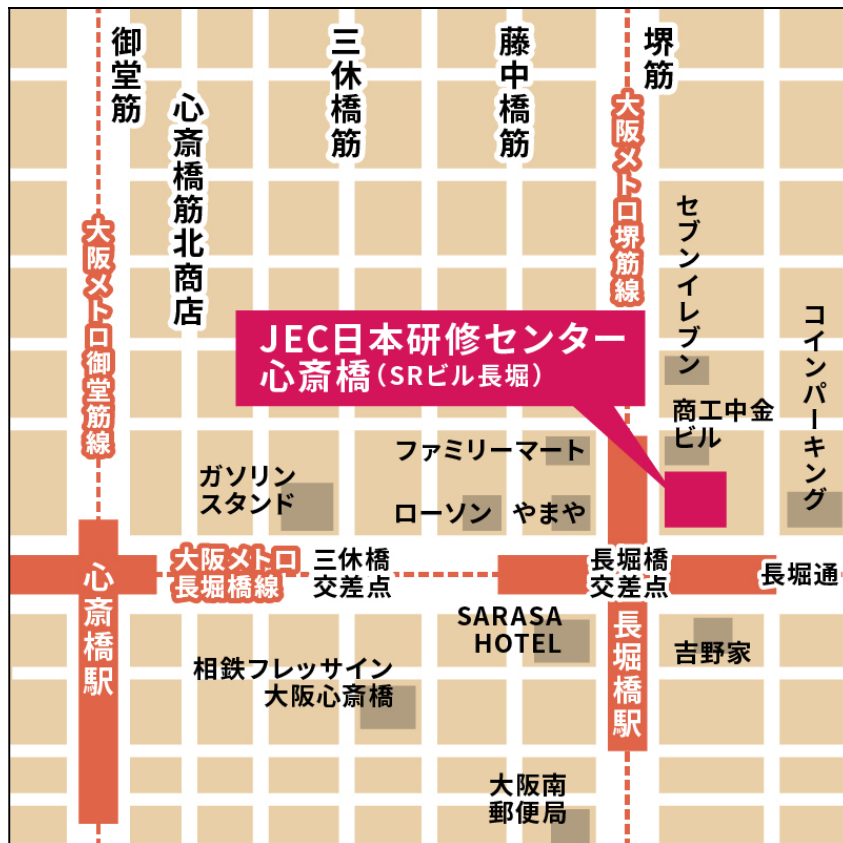 御堂筋
心斎橋筋北商店
三休橋筋
藤中橋筋
堺筋
大阪メトロ堺筋線
大阪メトロ御堂筋線
セブンイレブン
コインパーキング
JEC日本研修センター
心斎橋（SRビル長堀）
商工中金
ビル
ファミリーマート
ガソリン
スタンド
ローソン
やまや
大阪メトロ
長堀橋線
三休橋
交差点
長堀橋
交差点
長堀通
心斎橋駅
SARASA
HOTEL
長堀橋駅
吉野家
相鉄フレッサイン
大阪心斎橋
大阪南
郵便局